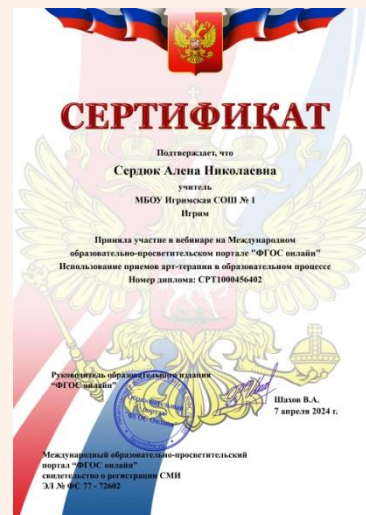 СЕРТИФИКАТ
Подтверждает, что
Сердюк Алена Николаевна
учитель
МБОУ Игримская СОШ № 1
Игрим
Приняла участие в вебинаре на Международном
образовательно-просветительском портале "ФГОС онлайн"
Использование приемов арт-терапии в образовательном процессе
Номер диплома: СРТ1000456402
Руководитель образовательного издания
"ФГОС онлайн"
Шахов В.А.
7 апреля 2024 г.
Международный образовательно-просветительский
портал "ФГОС онлайн"
свидетельство о регистрации СМИ
ЭЛ № ФС 77 - 72602